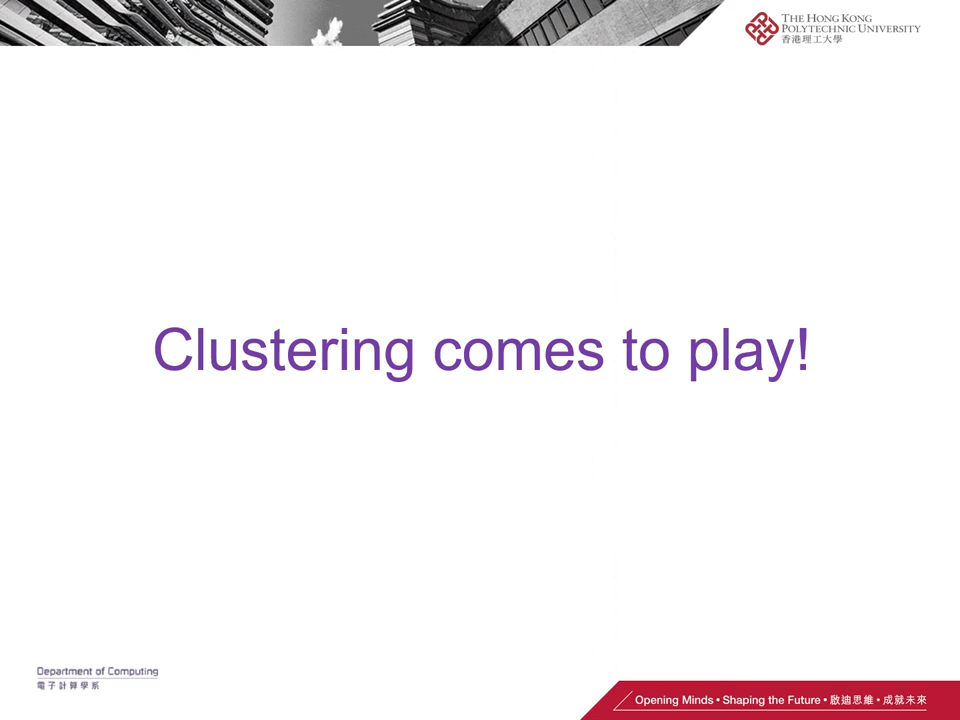 THE HONG KONG
POLYTECHNIC UNIVERSITY
香港理工大學
Clustering comes to play!
Department of Computing
電子計算學系
Opening Minds • Shaping the Future • 啟迪思維 • 成就未來